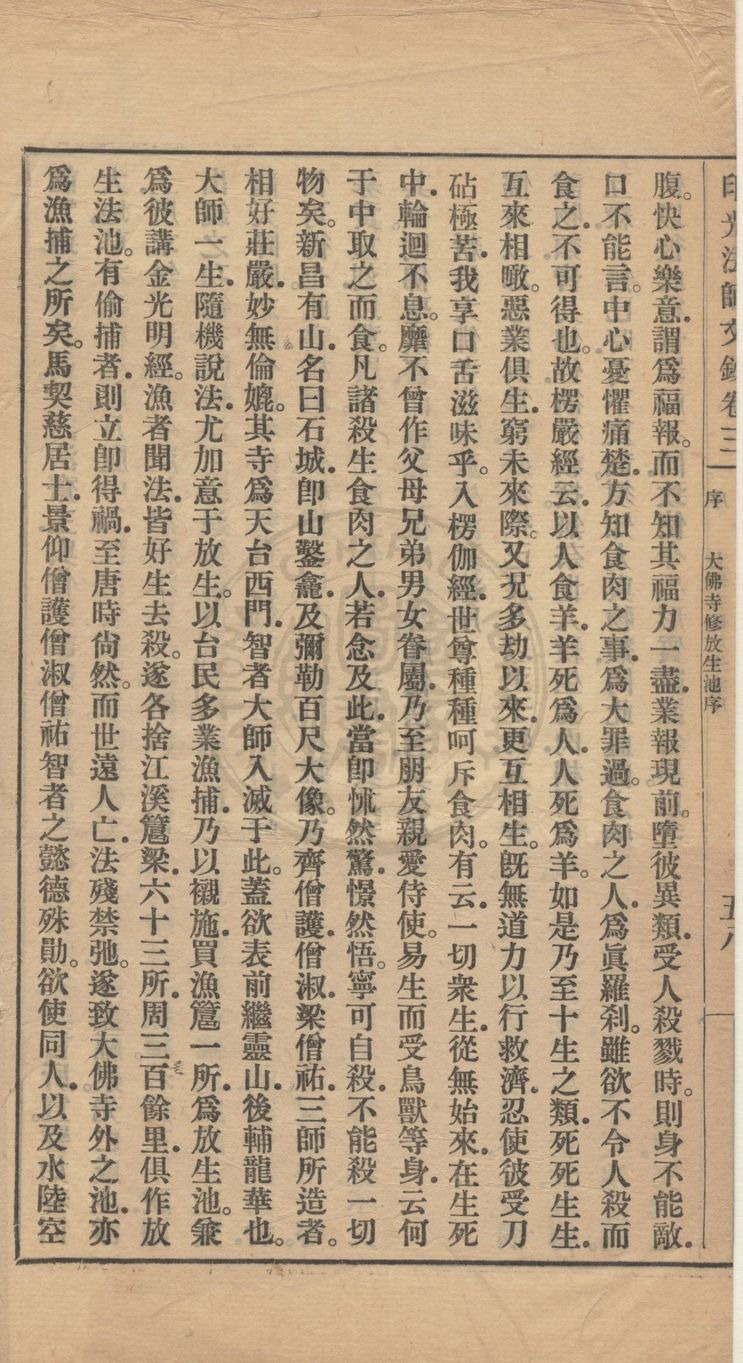 印光法師文鈔卷三　序　大佛寺修放生池序　五八
腹。快心樂意。謂爲福報。而不知其福力一盡。業報現前。墮彼異類。受人殺戮時。則身不能敵。
口不能言。中心憂懼痛楚。方知食肉之事。爲大罪過。食肉之人。爲眞羅刹。雖欲不令人殺而
食之。不可得也。故楞嚴經云。以人食羊。羊死爲人。人死爲羊。如是乃至十生之類。死死生生。
互來相噉。惡業俱生。窮未來際。又況多劫以來。更互相生。旣無道力以行救濟。忍使彼受刀
砧極苦。我享口舌滋味乎。入楞伽經。世尊種種呵斥食肉。有云。一切衆生。從無始來。在生死
中。輪迴不息。靡不曾作父母兄弟男女眷屬。乃至朋友親愛侍使。易生而受鳥獸等身。云何
于中取之而食。凡諸殺生食肉之人。若念及此。當卽怵然驚。憬然悟。寧可自殺。不能殺一切
物矣。新昌有山。名曰石城。卽山鑿龕。及彌勒百尺大像。乃齊僧護。僧淑。梁僧祐。三師所造者。
相好莊嚴。妙無倫媲。其寺爲天台西門。智者大師入滅于此。蓋欲表前繼靈山。後輔龍華也。
大師一生。隨機說法。尤加意于放生。以台民多業漁捕。乃以襯施。買漁簄一所。爲放生池。兼
爲彼講金光明經。漁者聞法。皆好生去殺。遂各捨江溪簄梁。六十三所。周三百餘里。俱作放
生法池。有偷捕者。則立卽得禍。至唐時尙然。而世遠人亡。法殘禁弛。遂致大佛寺外之池。亦
爲漁捕之所矣。馬契慈居士。景仰僧護僧淑僧祐智者之懿德殊勛。欲使同人。以及水陸空